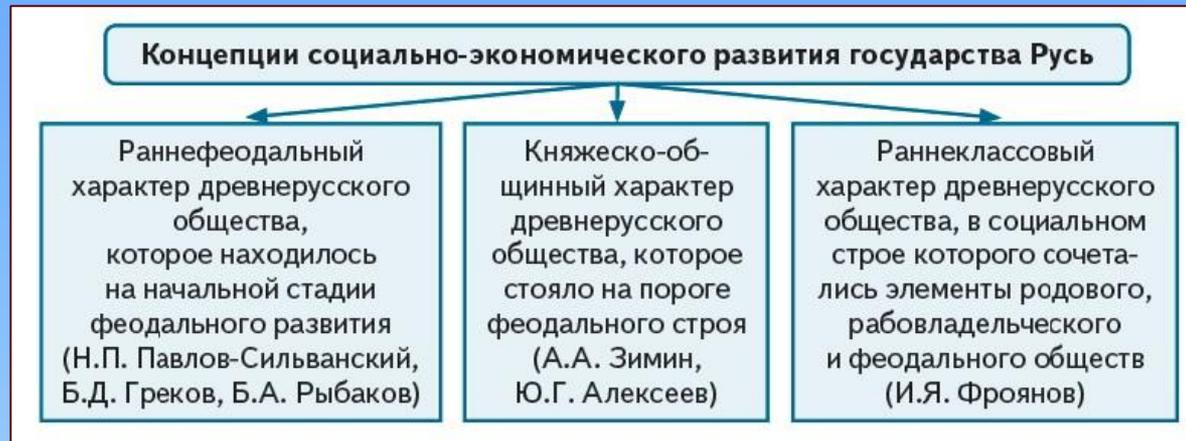 Концепции социально-экономического развития государства Русь
Раннефеодальный
характер древнерусского
общества,
которое находилось
на начальной стадии
феодального развития
(Н.П. Павлов-Сильванский,
Б.Д. Греков, Б.А. Рыбаков)
Княжеско-об-
щинный характер
древнерусского
общества, которое
стояло на пороге
феодального строя
(А.А. Зимин,
Ю.Г. Алексеев)
Раннеклассовый
характер древнерусского
общества, в социальном
строе которого сочета-
лись элементы родового,
рабовладельческого
и феодального обществ
(И.Я. Фроянов)